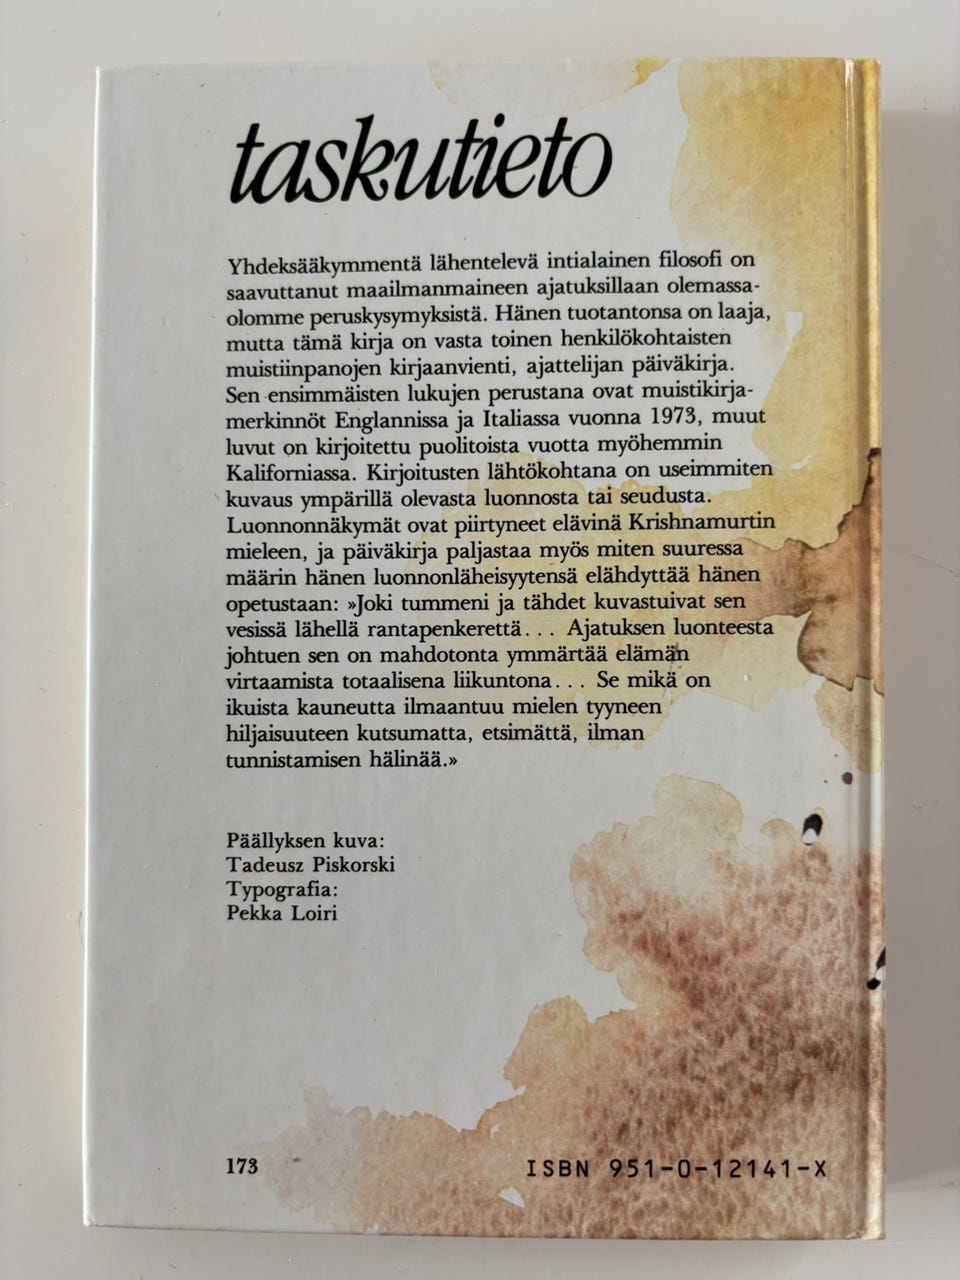 taskutieto
Yhdeksääkymmentä lähentelevä intialainen filosofi on
saavuttanut maailmanmaineen ajatuksillaan olemassa-
olomme peruskysymyksistä. Hänen tuotantonsa on laaja,
mutta tämä kirja on vasta toinen henkilökohtaisten
muistiinpanojen kirjaanvienti, ajattelijan päiväkirja.
Sen ensimmäisten lukujen perustana ovat muistikirja-
merkinnöt Englannissa ja Italiassa vuonna 1973, muut
luvut on kirjoitettu puolitoista vuotta myöhemmin
Kaliforniassa. Kirjoitusten lähtökohtana on useimmiten
kuvaus ympärillä olevasta luonnosta tai seudusta.
Luonnonnäkymät ovat piirtyneet elävinä Krishnamurtin
mieleen, ja päiväkirja paljastaa myös miten suuressa
määrin hänen luonnonläheisyytensä elähdyttää hänen
opetustaan: »Joki tummeni ja tähdet kuvastuivat sen
vesissä lähellä rantapenkerettä... Ajatuksen luonteesta
johtuen sen on mahdotonta ymmärtää elämän
virtaamista totaalisena liikuntona... Se mikä on
ikuista kauneutta ilmaantuu mielen tyyneen
hiljaisuuteen kutsumatta, etsimättä, ilman
tunnistamisen hälinää.»
Päällyksen kuva:
Tadeusz Piskorski
Typografia:
Pekka Loiri
173
ISBN 951-0-12141-X